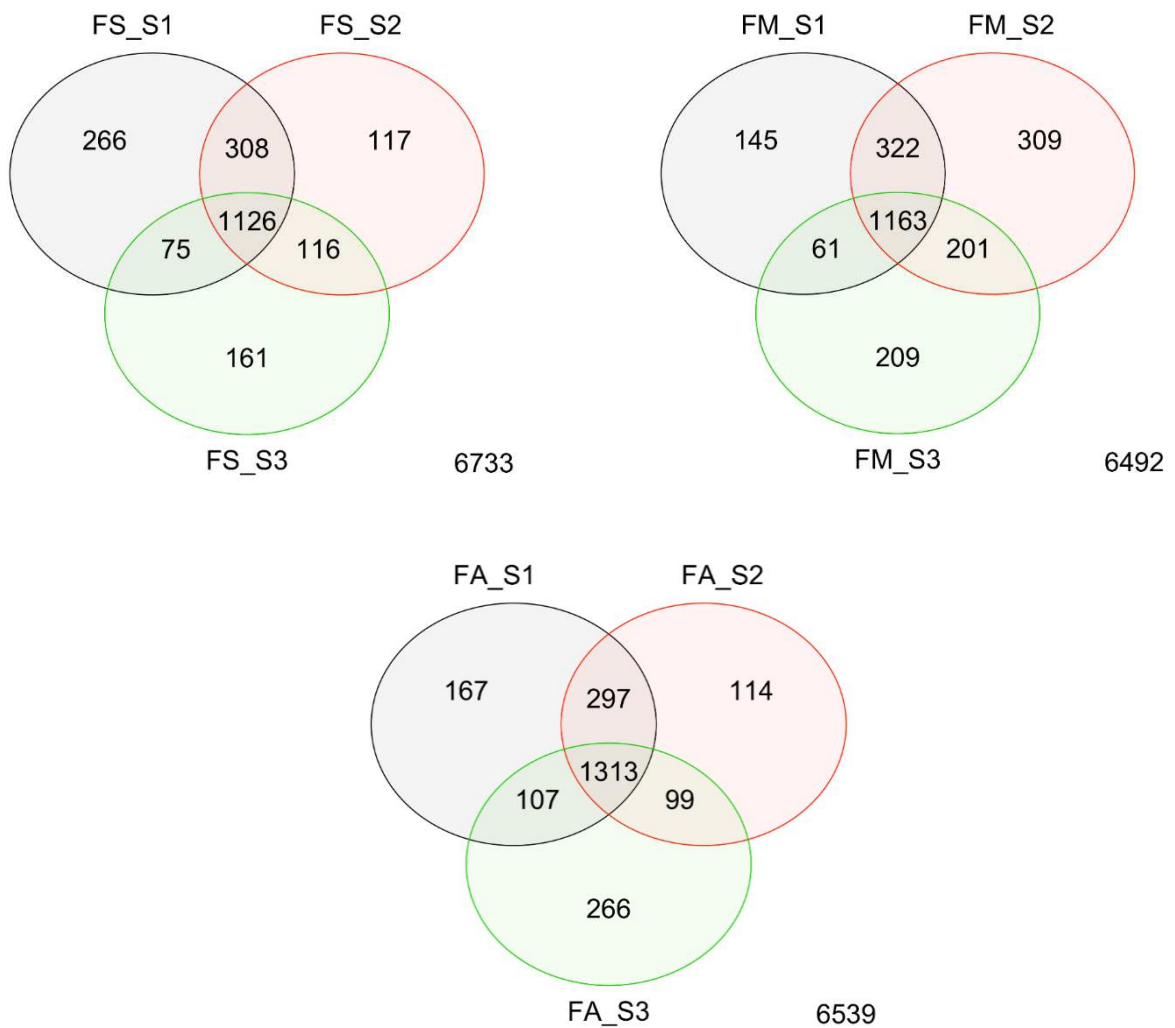 FS_S1 FS_S2
266 308 117
1126
75 116
161
FS_S3 6733
FM_S1 FM_S2
145 322 309
1163
61 201
209
FM_S3 6492
FA_S1 FA_S2
167 297 114
1313
107 99
266
FA_S3 6539